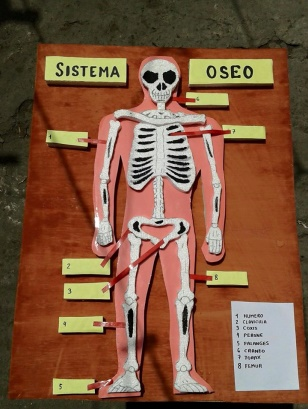 SISTEMA OSEO
6
1
7
2
8
3
4
5
1 HUMERO
2 CLAVICULA
3 COXIS
4 PERONE
5 FALANGES
6 CRANEO
7 TORAX
8 FEMUR